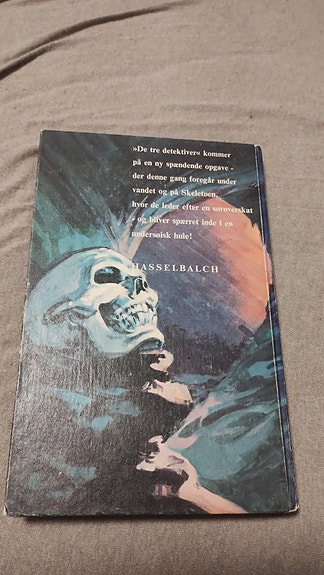 »De tre detektiver« kommer
på en ny spændende opgave -
der denne gang foregår under
vandet og på Skeletøen,
hvor de leder efter en sørøverskat
- og bliver spærret inde i en
undersøisk hule!
HASSELBALCH